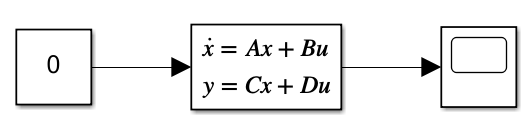 0
ẋ = Ax + Bu
y = Cx + Du